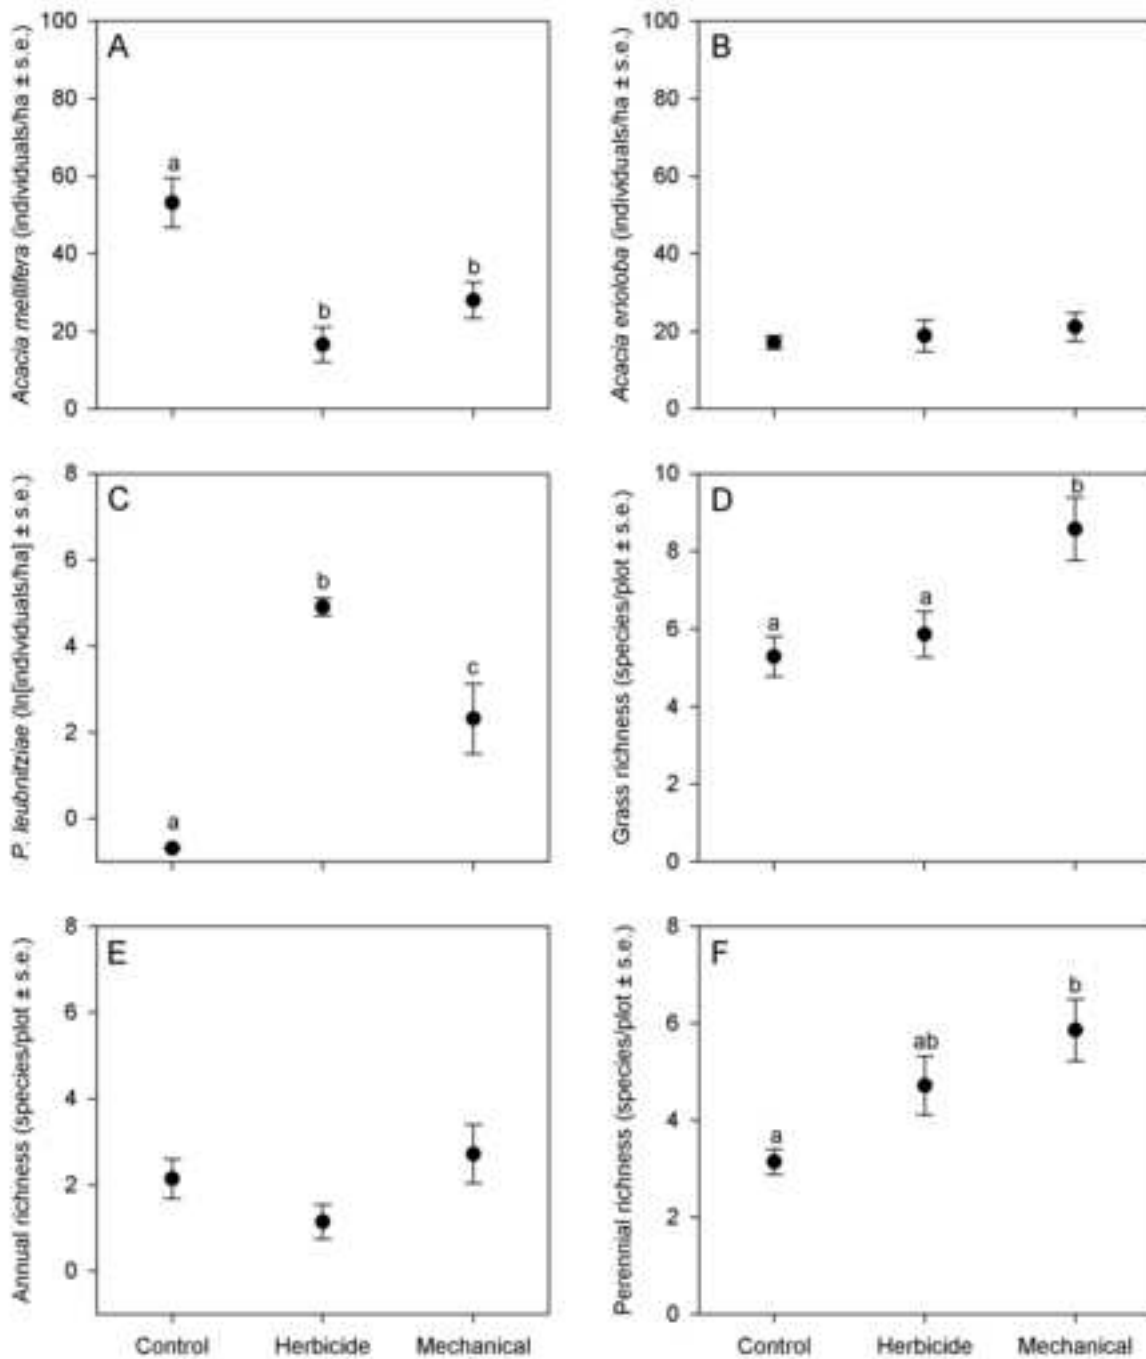 Acacia mellifera (individuals/ha ± s.e.)
100
80
60
40
20
0
A
a
b
b
Acacia erioloba (individuals/ha ± s.e.)
100
80
60
40
20
0
B
P. leubnitziae (ln[individuals/ha] ± s.e.)
8
6
4
2
0
C
a
b
c
Grass richness (species/plot ± s.e.)
10
8
6
4
2
0
D
a
a
b
Annual richness (species/plot ± s.e.)
8
6
4
2
0
E
Control Herbicide Mechanical
Perennial richness (species/plot ± s.e.)
8
6
4
2
0
F
a
ab
b
Control Herbicide Mechanical